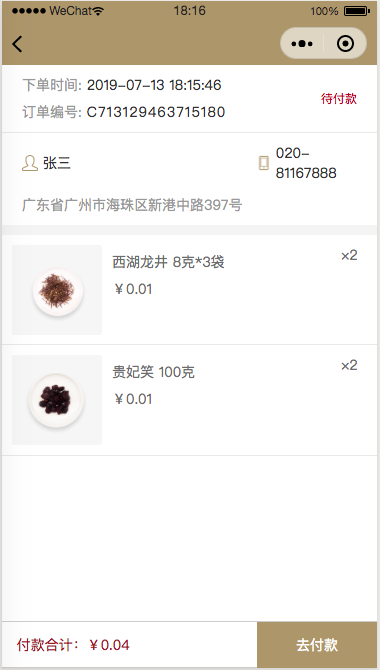 WeChat 18:16 100%
下单时间: 2019-07-13 18:15:46
订单编号: C713129463715180
待付款
张三
020-
81167888
广东省广州市海珠区新港中路397号
西湖龙井 8克*3袋
×2
￥0.01
贵妃笑 100克
×2
￥0.01
付款合计：￥0.04
去付款